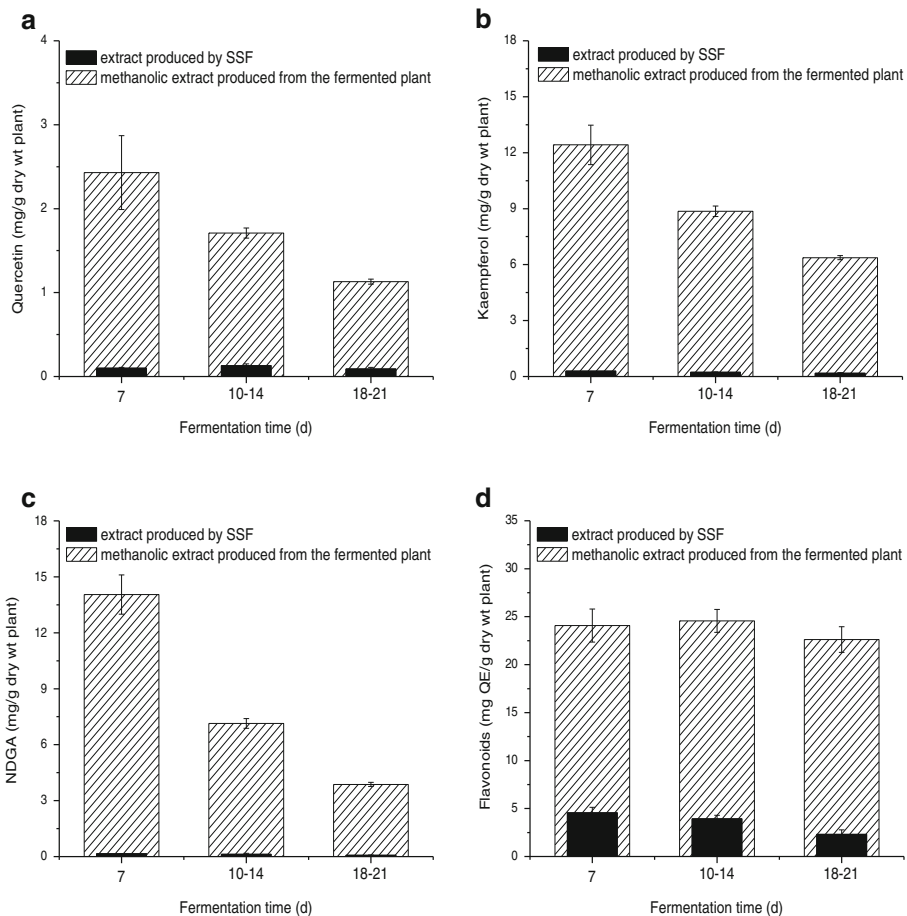 a
extract produced by SSF
methanolic extract produced from the fermented plant
Quercetin (mg/g dry wt plant)
4
3
2
1
0
7
10-14
18-21
Fermentation time (d)
b
extract produced by SSF
methanolic extract produced from the fermented plant
Kaempferol (mg/g dry wt plant)
18
15
12
9
6
3
0
7
10-14
18-21
Fermentation time (d)
c
extract produced by SSF
methanolic extract produced from the fermented plant
NDGA (mg/g dry wt plant)
18
15
12
9
6
3
0
7
10-14
18-21
Fermentation time (d)
d
extract produced by SSF
methanolic extract produced from the fermented plant
Flavonoids (mg QE/g dry wt plant)
35
30
25
20
15
10
5
0
7
10-14
18-21
Fermentation time (d)